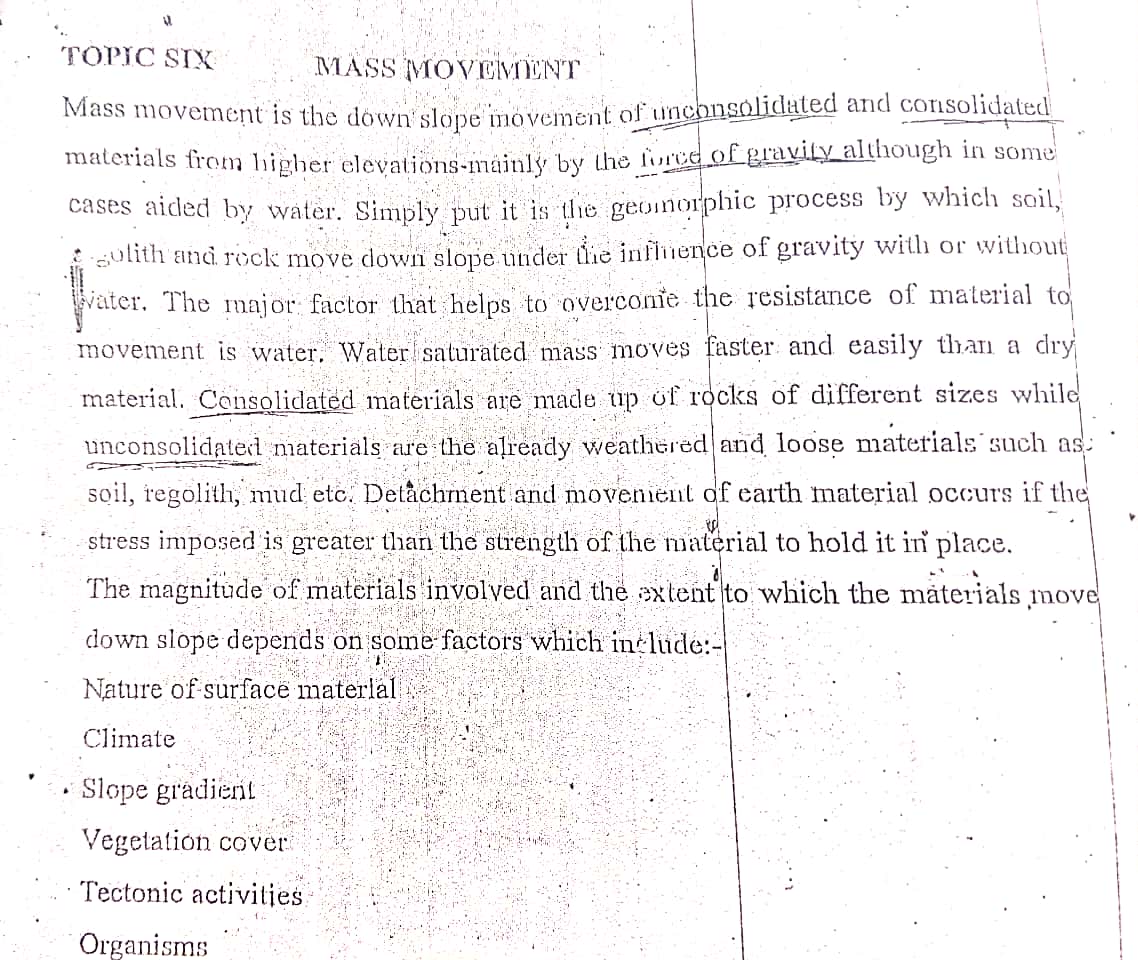 TOPIC SIX MASS MOVEMENT
Mass movement is the down slope movement of unconsolidated and consolidated
materials from higher elevations-mainly by the force of gravity although in some
cases aided by water. Simply put it is the geomorphic process by which soil,
and rock move down slope under the influence of gravity with or without
water. The major factor that helps to overcome the resistance of material to
movement is water. Water saturated mass moves faster and easily than a dry
material. Consolidated materials are made up of rocks of different sizes while
unconsolidated materials are the already weathered and loose materials such as
soil, regolith, mud etc. Detachment and movement of earth material occurs if the
stress imposed is greater than the strength of the material to hold it in place.
The magnitude of materials involved and the extent to which the materials move
down slope depends on some factors which include:-
Nature of surface material
Climate
Slope gradient
Vegetation cover
Tectonic activities
Organisms